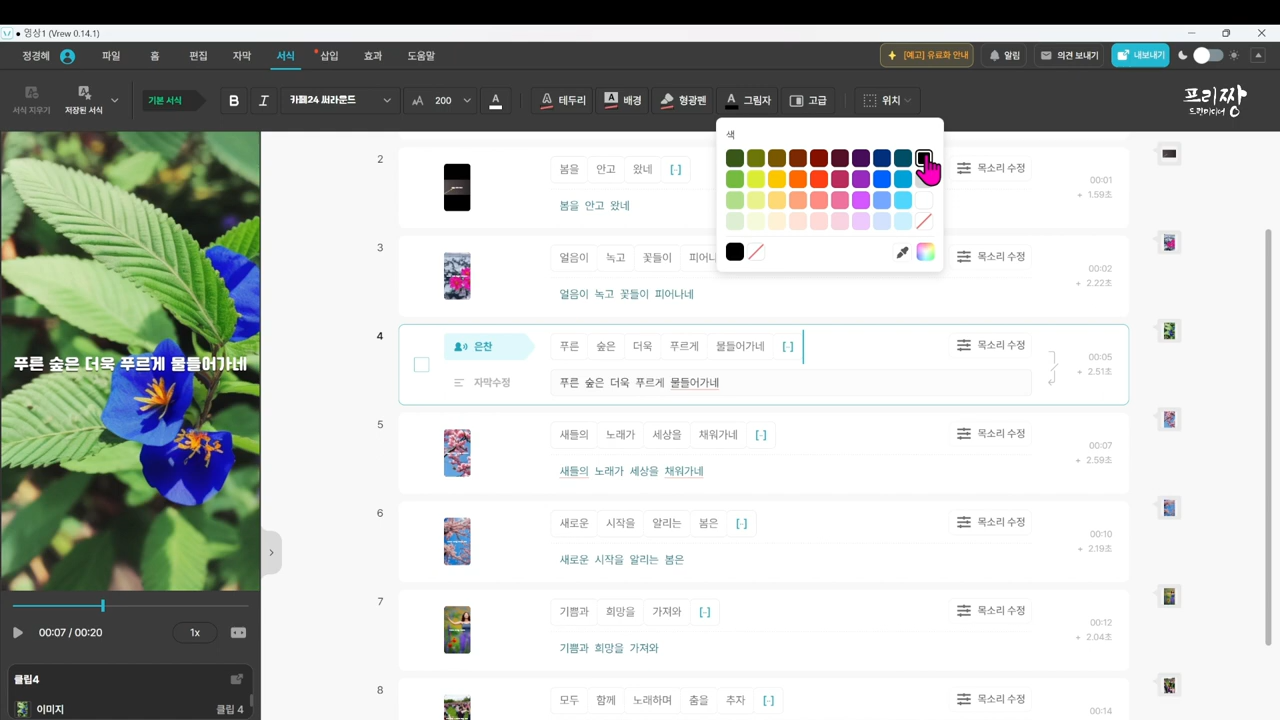 영상1 (Vrew 0.14.1)
정경혜 파일 홈 편집 자막 서식 삽입 효과 도움말 [예고] 유료화 안내 알림 의견 보내기 내보내기
서식 지우기 저장된 서식 기본 서식 B I 카페24 써라운드 200 A 테두리 배경 형광펜 그림자 고급 위치
프리짱
드림미디어
색
2 봄을 안고 왔네 [··] 목소리 수정 00:01
봄을 안고 왔네 + 1.59초
3 얼음이 녹고 꽃들이 피어나 목소리 수정 00:02
얼음이 녹고 꽃들이 피어나네 + 2.22초
4 은찬 푸른 숲은 더욱 푸르게 물들어가네 [··] 목소리 수정 00:05
자막수정 푸른 숲은 더욱 푸르게 물들어가네 + 2.51초
푸른 숲은 더욱 푸르게 물들어가네
5 새들의 노래가 세상을 채워가네 [··] 목소리 수정 00:07
새들의 노래가 세상을 채워가네 + 2.59초
6 새로운 시작을 알리는 봄은 [··] 목소리 수정 00:10
새로운 시작을 알리는 봄은 + 2.19초
7 기쁨과 희망을 가져와 [··] 목소리 수정 00:12
기쁨과 희망을 가져와 + 2.04초
00:07 / 00:20 1x
클립4
이미지 클립 4
8 모두 함께 노래하며 춤을 추자 [··] 목소리 수정 00:14